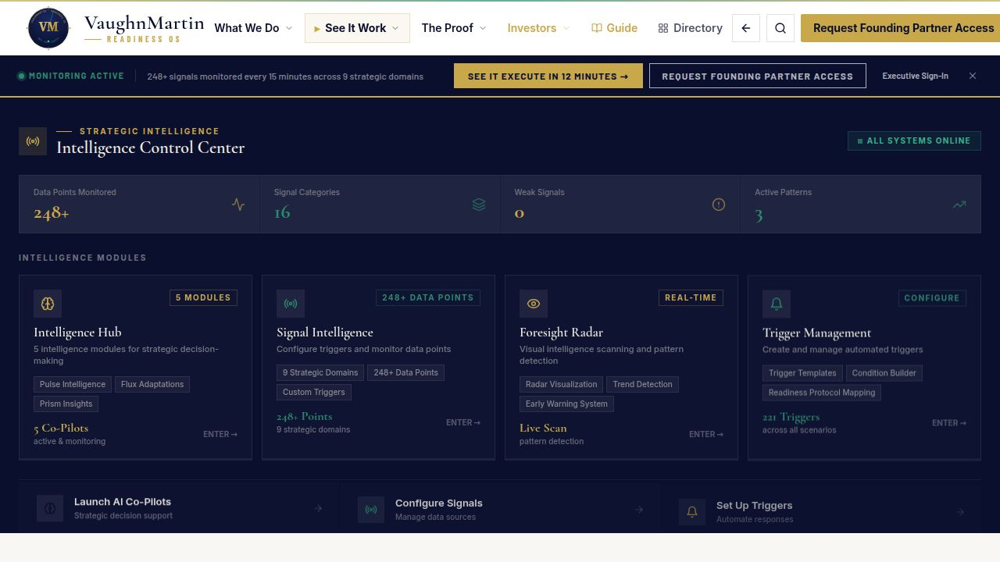 VM
VaughnMartin
READINESS OS
What We Do
▸ See It Work
The Proof
Investors
Guide
Directory
Request Founding Partner Access
MONITORING ACTIVE
248+ signals monitored every 15 minutes across 9 strategic domains
SEE IT EXECUTE IN 12 MINUTES →
REQUEST FOUNDING PARTNER ACCESS
Executive Sign-In
STRATEGIC INTELLIGENCE
Intelligence Control Center
ALL SYSTEMS ONLINE
Data Points Monitored
248+
Signal Categories
16
Weak Signals
0
Active Patterns
3
INTELLIGENCE MODULES
5 MODULES
Intelligence Hub
5 intelligence modules for strategic decision-
making
Pulse Intelligence
Flux Adaptations
Prism Insights
5 Co-Pilots
active & monitoring
ENTER →
248+ DATA POINTS
Signal Intelligence
Configure triggers and monitor data points
9 Strategic Domains
248+ Data Points
Custom Triggers
248+ Points
9 strategic domains
ENTER →
REAL-TIME
Foresight Radar
Visual intelligence scanning and pattern
detection
Radar Visualization
Trend Detection
Early Warning System
Live Scan
pattern detection
ENTER →
CONFIGURE
Trigger Management
Create and manage automated triggers
Trigger Templates
Condition Builder
Readiness Protocol Mapping
221 Triggers
across all scenarios
ENTER →
Launch AI Co-Pilots
Strategic decision support
Configure Signals
Manage data sources
Set Up Triggers
Automate responses